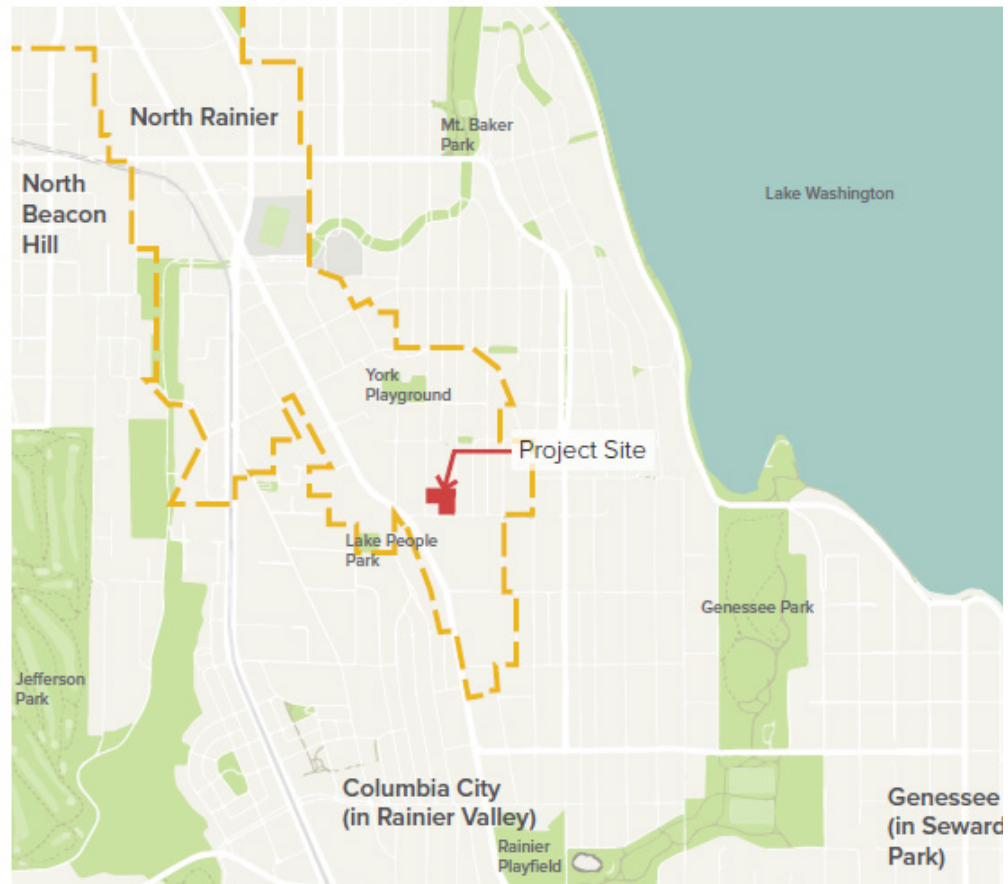 North Rainier
Mt. Baker
Park
North
Beacon
Hill
Lake Washington
York
Playground
Project Site
Lake People
Park
Genessee Park
Jefferson
Park
Columbia City
(in Rainier Valley)
Genessee
(in Seward
Park)
Rainier
Playfield